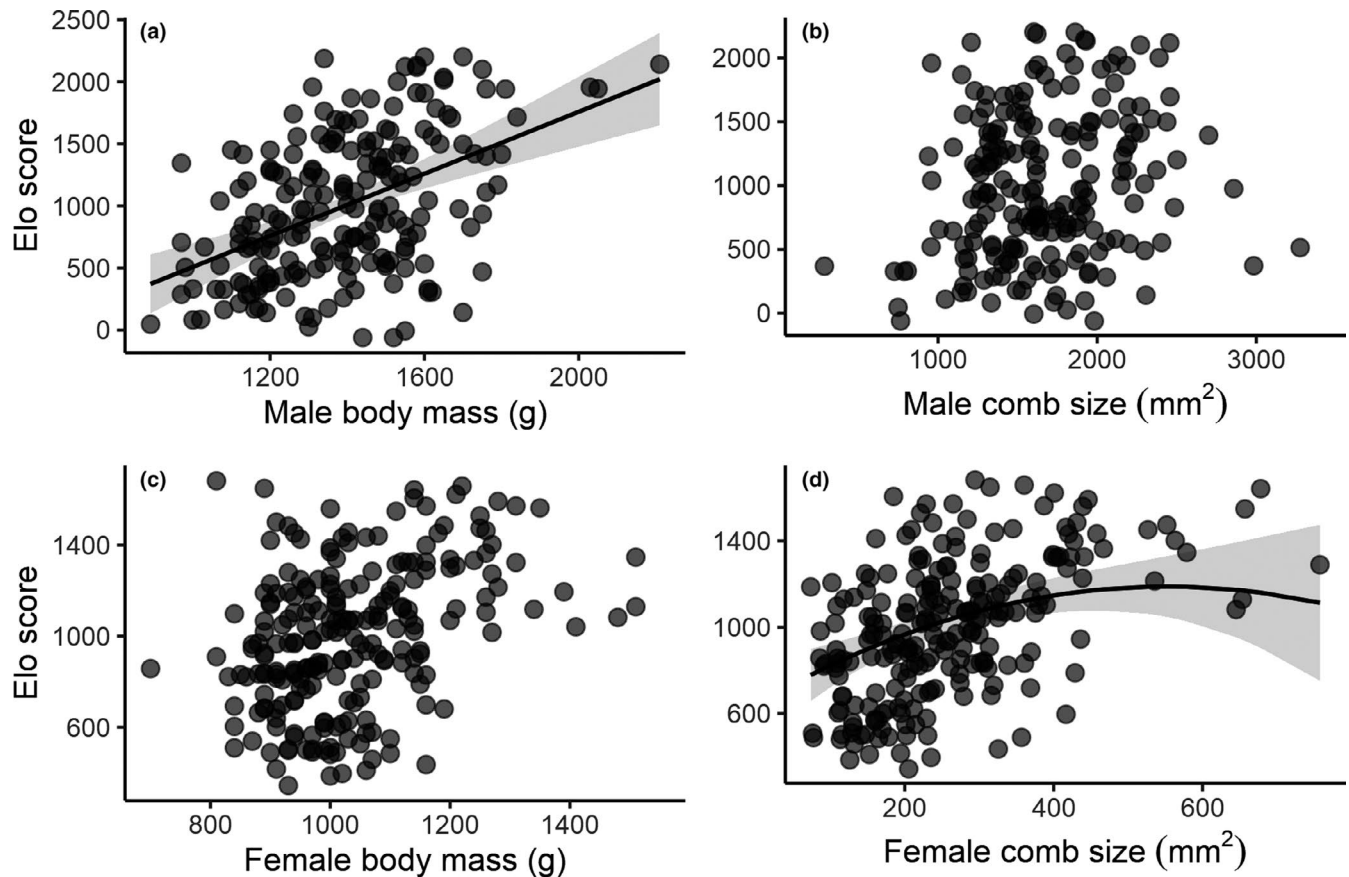 (a)
2500
2000
1500
1000
500
0
Elo score
1200 1600 2000
Male body mass (g)
(b)
2000
1500
1000
500
0
1000 2000 3000
Male comb size (mm²)
(c)
1400
1000
600
Elo score
800 1000 1200 1400
Female body mass (g)
(d)
1400
1000
600
200 400 600
Female comb size (mm²)